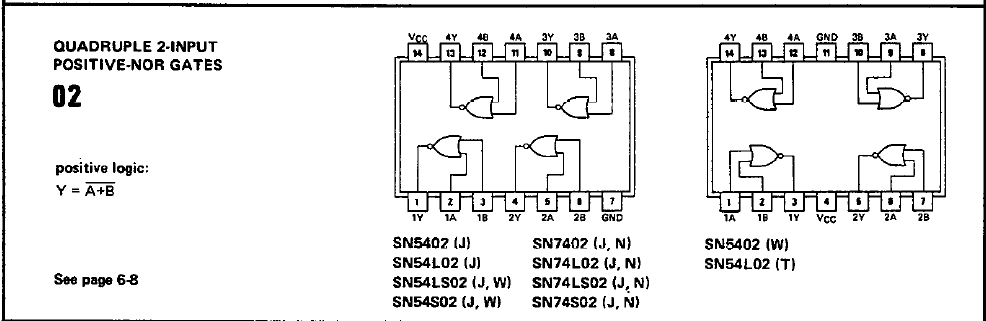 QUADRUPLE 2-INPUT
POSITIVE-NOR GATES
02
positive logic:
Y = A+B
See page 6-8
VCC 4Y 4B 4A 3Y 3B 3A
14 13 12 11 10 9 8
1 2 3 4 5 6 7
1Y 1A 1B 2Y 2A 2B GND
SN5402 (J) SN7402 (J, N)
SN54L02 (J) SN74L02 (J, N)
SN54LS02 (J, W) SN74LS02 (J, N)
SN54S02 (J, W) SN74S02 (J, N)
4Y 4B 4A GND 3B 3A 3Y
14 13 12 11 10 9 8
1 2 3 4 5 6 7
1A 1B 1Y VCC 2Y 2A 2B
SN5402 (W)
SN54L02 (T)